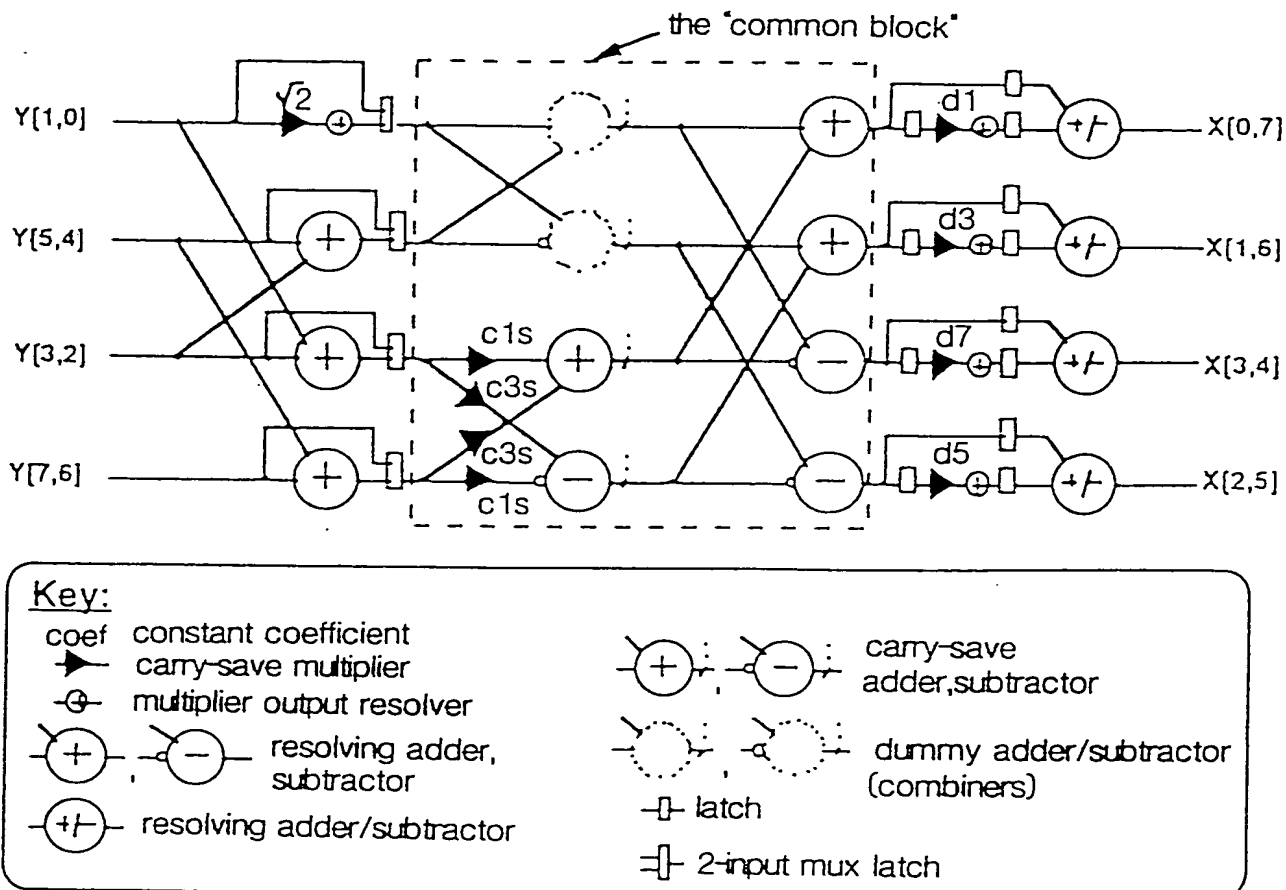 the "common block"
Y[1,0]
√2
d1
X[0,7]
Y[5,4]
d3
X[1,6]
Y[3,2]
c1s
c3s
d7
X[3,4]
Y[7,6]
c3s
c1s
d5
X[2,5]
Key:
coef constant coefficient
carry-save multiplier
multiplier output resolver
resolving adder,
subtractor
resolving adder/subtractor
carry-save
adder,subtractor
dummy adder/subtractor
(combiners)
latch
2-input mux latch